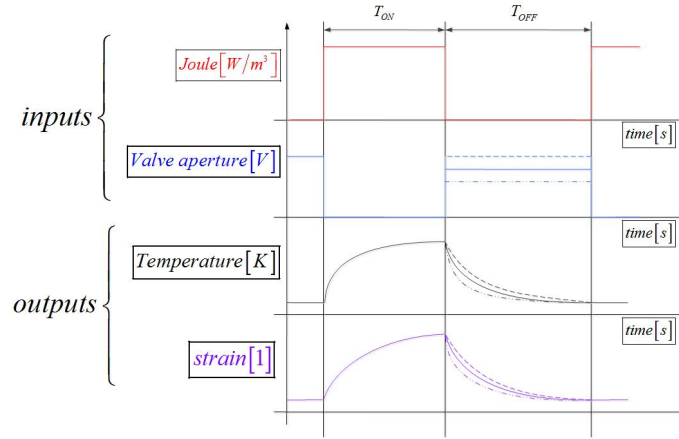 T_ON T_OFF
Joule[W/m³]
inputs
time[s]
Valve aperture[V]
time[s]
Temperature[K]
outputs
time[s]
strain[1]